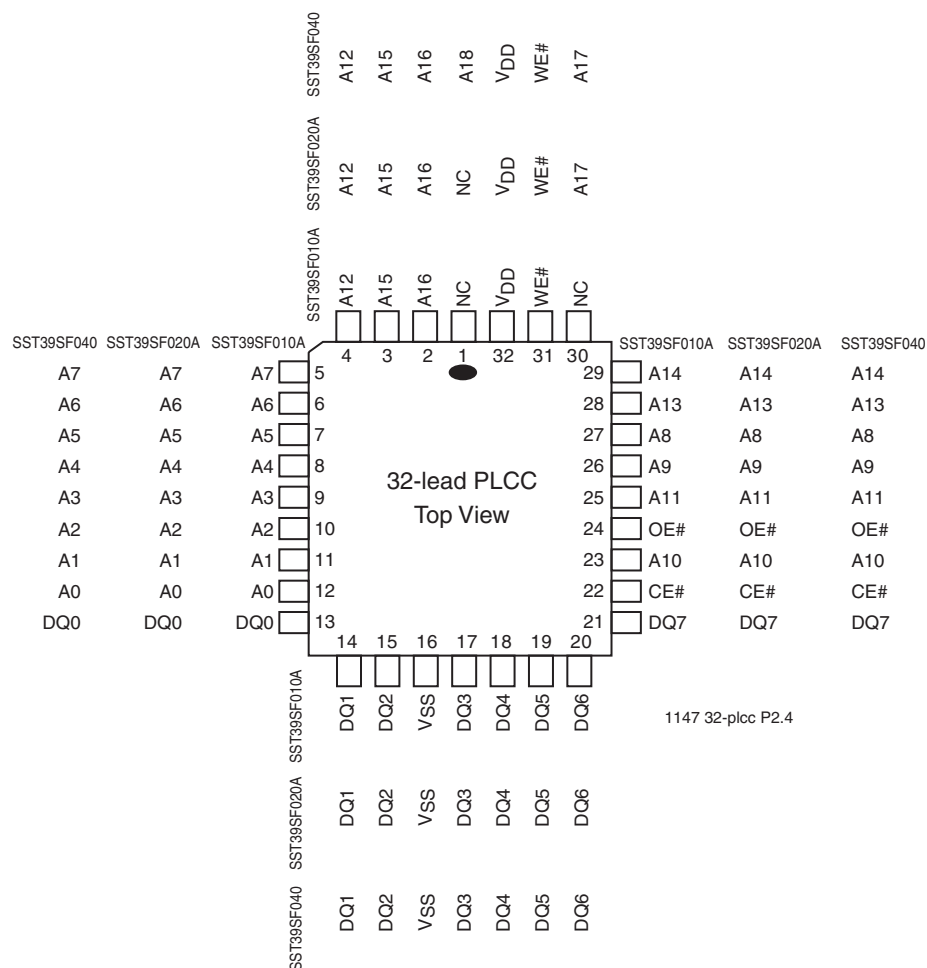 SST39SF040 A12 A15 A16 A18 VDD WE# A17
SST39SF020A A12 A15 A16 NC VDD WE# A17
SST39SF010A A12 A15 A16 NC VDD WE# NC
4 3 2 1 32 31 30
SST39SF040 SST39SF020A SST39SF010A SST39SF010A SST39SF020A SST39SF040
A7 A7 A7 5 29 A14 A14 A14
A6 A6 A6 6 28 A13 A13 A13
A5 A5 A5 7 27 A8 A8 A8
A4 A4 A4 8 26 A9 A9 A9
A3 A3 A3 9 25 A11 A11 A11
A2 A2 A2 10 24 OE# OE# OE#
A1 A1 A1 11 23 A10 A10 A10
A0 A0 A0 12 22 CE# CE# CE#
DQ0 DQ0 DQ0 13 21 DQ7 DQ7 DQ7
32-lead PLCC
Top View
14 15 16 17 18 19 20
SST39SF010A DQ1 DQ2 VSS DQ3 DQ4 DQ5 DQ6
1147 32-plcc P2.4
SST39SF020A DQ1 DQ2 VSS DQ3 DQ4 DQ5 DQ6
SST39SF040 DQ1 DQ2 VSS DQ3 DQ4 DQ5 DQ6